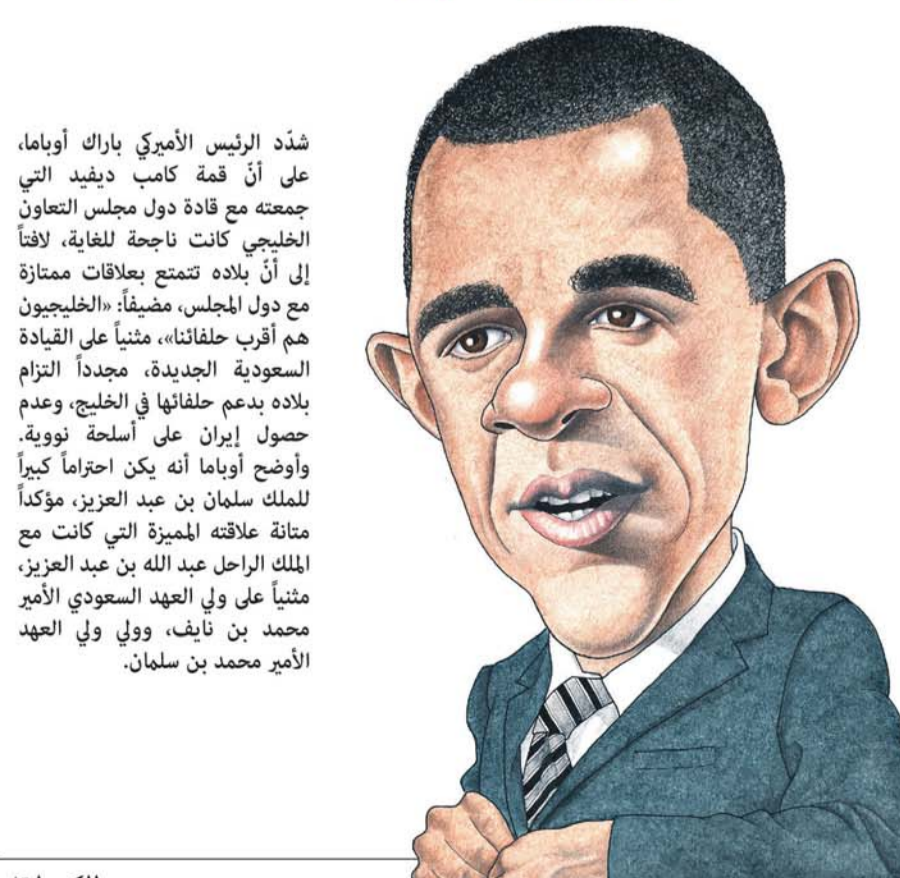 شدّد الرئيس الأميركي باراك أوباما،
على أنّ قمة كامب ديفيد التي
جمعته مع قادة دول مجلس التعاون
الخليجي كانت ناجحة للغاية، لافتاً
إلى أنّ بلاده تتمتع بعلاقات ممتازة
مع دول المجلس، مضيفاً: «الخليجيون
هم أقرب حلفائنا»، مثنياً على القيادة
السعودية الجديدة، مجدداً التزام
بلاده بدعم حلفائها في الخليج، وعدم
حصول إيران على أسلحة نووية.
وأوضح أوباما أنه يكن احتراماً كبيراً
للملك سلمان بن عبد العزيز، مؤكداً
متانة علاقته المميزة التي كانت مع
الملك الراحل عبد الله بن عبد العزيز،
مثنياً على ولي العهد السعودي الأمير
محمد بن نايف، وولي ولي العهد
الأمير محمد بن سلمان.